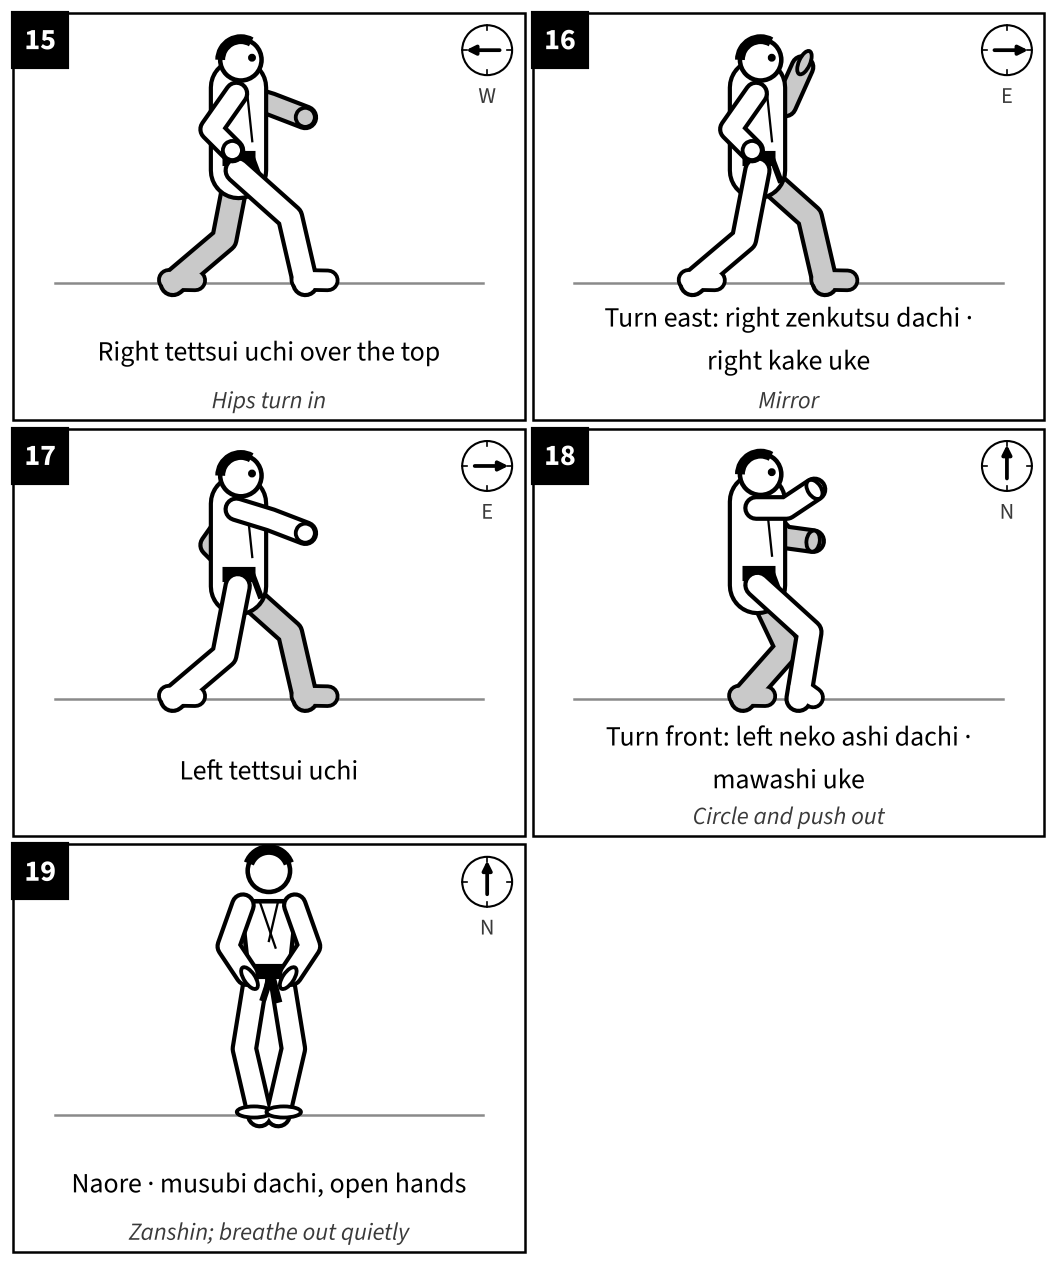 15
W
Right tettsui uchi over the top
Hips turn in
16
E
Turn east: right zenkutsu dachi ·
right kake uke
Mirror
17
E
Left tettsui uchi
18
N
Turn front: left neko ashi dachi ·
mawashi uke
Circle and push out
19
N
Naore · musubi dachi, open hands
Zanshin; breathe out quietly